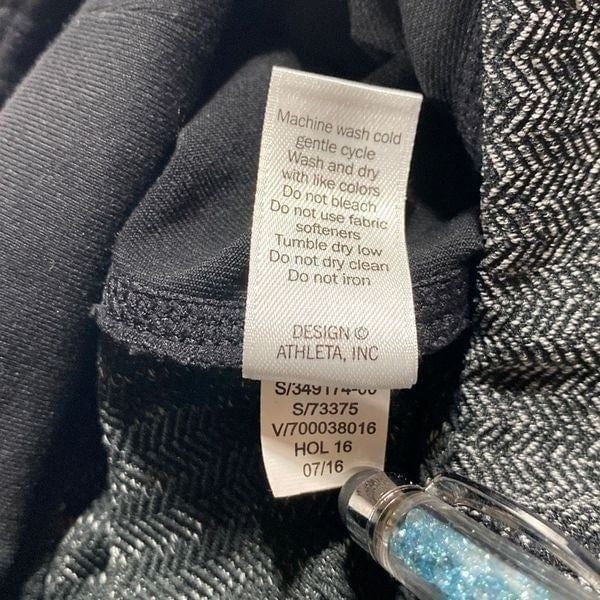 Machine wash cold
gentle cycle
Wash and dry
with like colors
Do not bleach
Do not use fabric
softeners
Tumble dry low
Do not dry clean
Do not iron
DESIGN ©
ATHLETA, INC
S/349174-00
S/73375
V/700038016
HOL 16
07/16